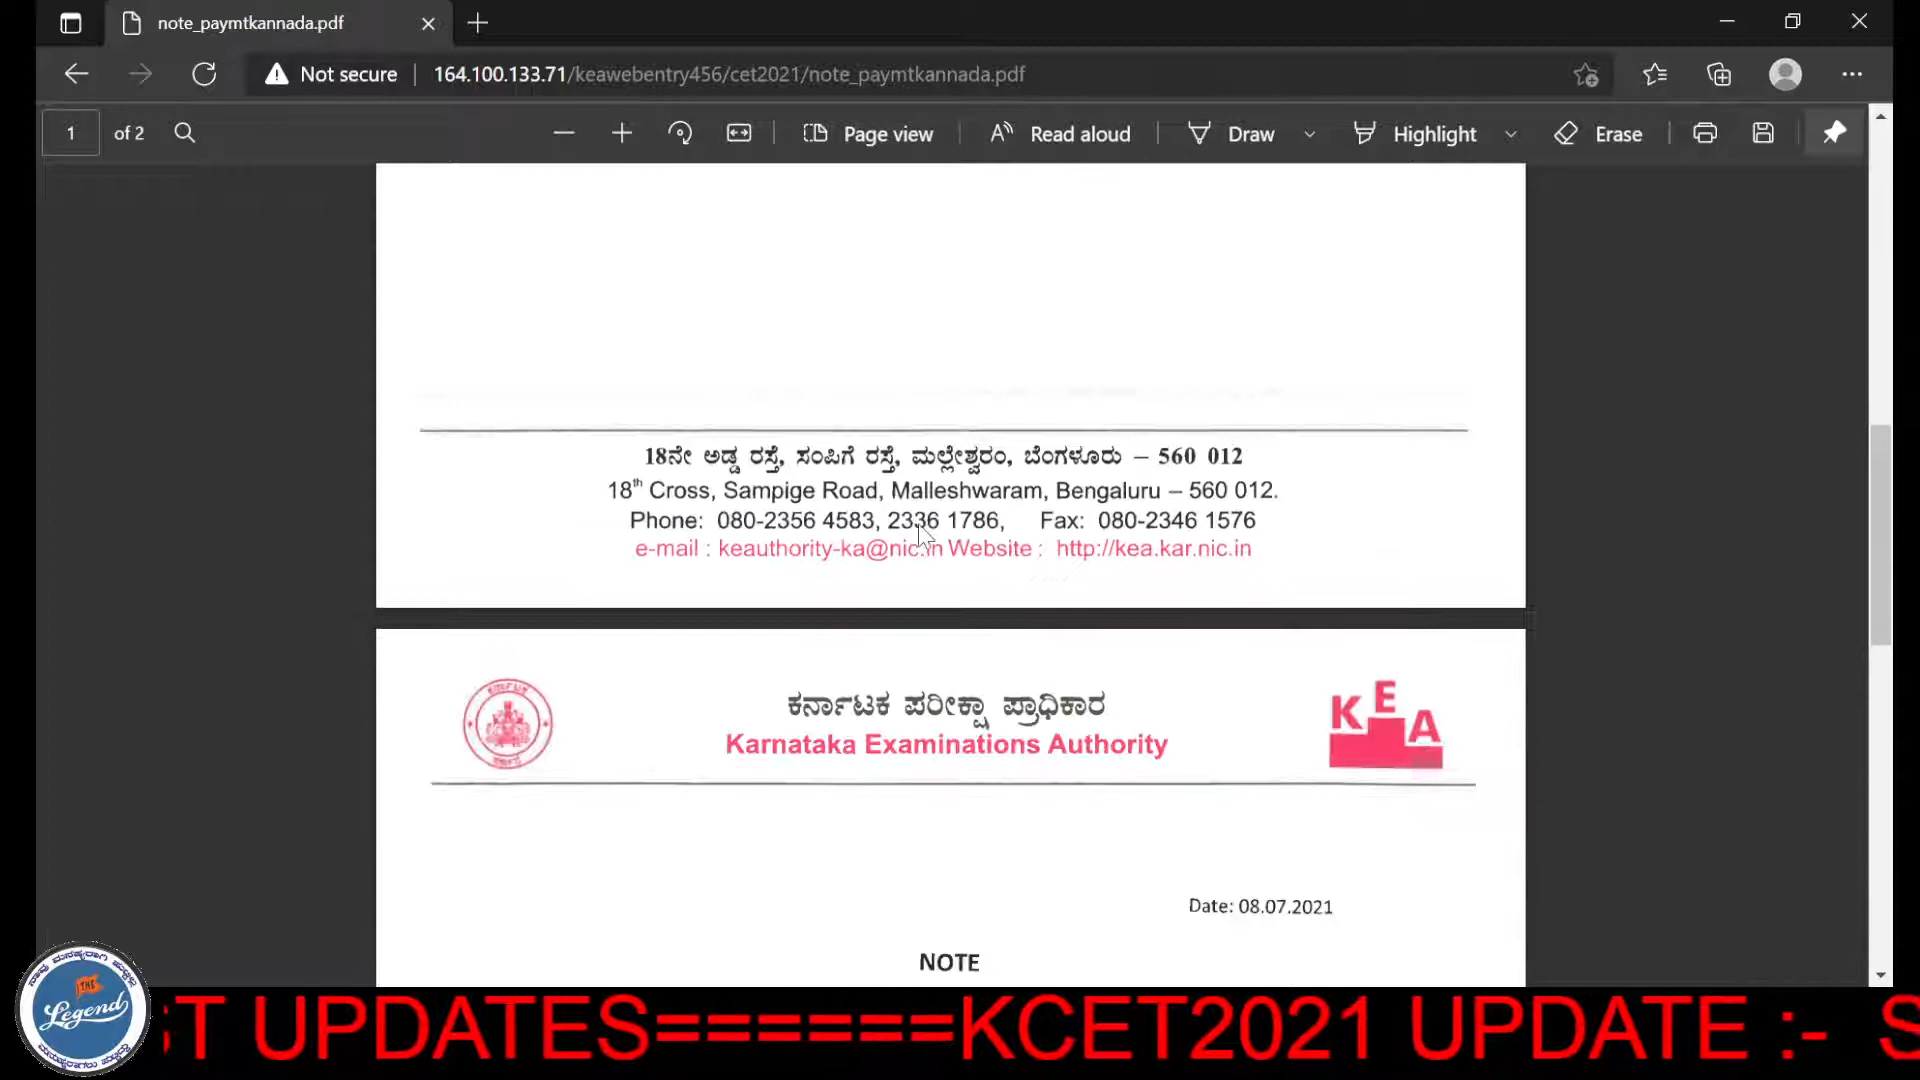 note_paymtkannada.pdf
Not secure 164.100.133.71/keawebentry456/cet2021/note_paymtkannada.pdf
1 of 2 Page view Read aloud Draw Highlight Erase
18ನೇ ಅಡ್ಡ ರಸ್ತೆ, ಸಂಪಿಗೆ ರಸ್ತೆ, ಮಲ್ಲೇಶ್ವರಂ, ಬೆಂಗಳೂರು – 560 012
18th Cross, Sampige Road, Malleshwaram, Bengaluru – 560 012.
Phone: 080-2356 4583, 2336 1786, Fax: 080-2346 1576
e-mail : keauthority-ka@nic.in Website : http://kea.kar.nic.in
ಕರ್ನಾಟಕ ಪರೀಕ್ಷಾ ಪ್ರಾಧಿಕಾರ
Karnataka Examinations Authority
KEA
Date: 08.07.2021
NOTE
THE
Legend
ST UPDATES======KCET2021 UPDATE :- S